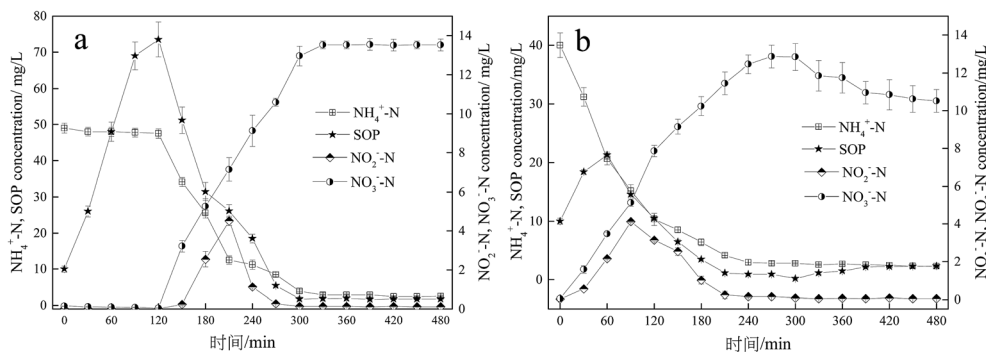 a
NH₄⁺-N, SOP concentration/ mg/L
80
70
60
50
40
30
20
10
0
NO₂⁻-N, NO₃⁻-N concentration/ mg/L
14
12
10
8
6
4
2
0
NH₄⁺-N
SOP
NO₂⁻-N
NO₃⁻-N
0 60 120 180 240 300 360 420 480
时间/min
b
NH₄⁺-N, SOP concentration/mg/L
40
30
20
10
0
NO₂⁻-N, NO₃⁻-N concentration/ mg/L
14
12
10
8
6
4
2
0
NH₄⁺-N
SOP
NO₂⁻-N
NO₃⁻-N
0 60 120 180 240 300 360 420 480
时间/min